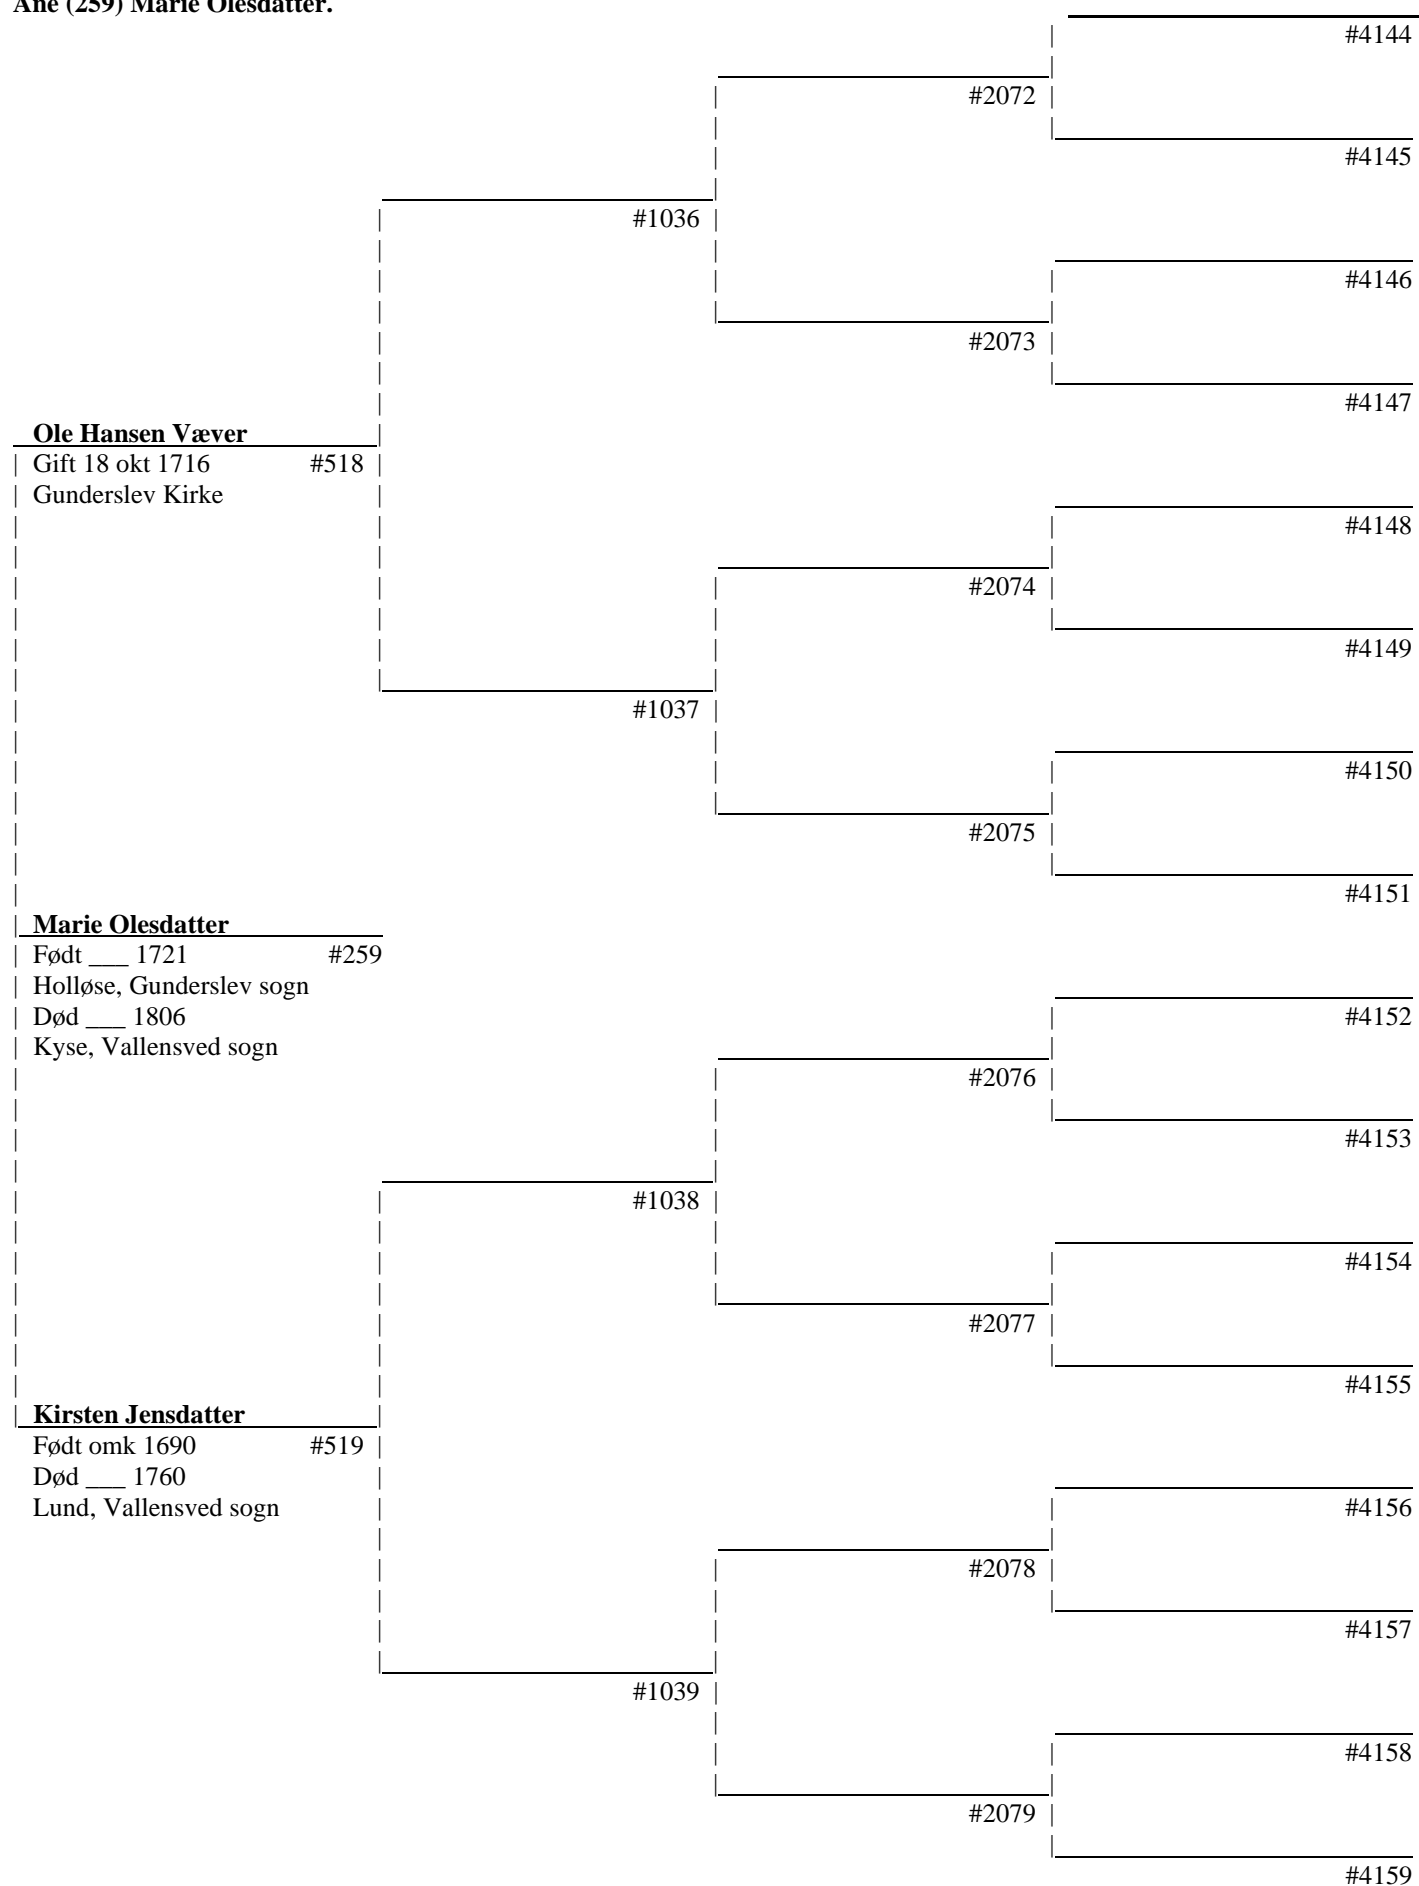 Ane (259) Marie Olesdatter.
#4144
#2072
#4145
#1036
#4146
#2073
#4147
Ole Hansen Væver
Gift 18 okt 1716 #518
Gunderslev Kirke
#4148
#2074
#4149
#1037
#4150
#2075
#4151
Marie Olesdatter
Født ___ 1721 #259
Holløse, Gunderslev sogn
Død ___ 1806 #4152
Kyse, Vallensved sogn
#2076
#4153
#1038
#4154
#2077
#4155
Kirsten Jensdatter
Født omk 1690 #519
Død ___ 1760
Lund, Vallensved sogn #4156
#2078
#4157
#1039
#4158
#2079
#4159